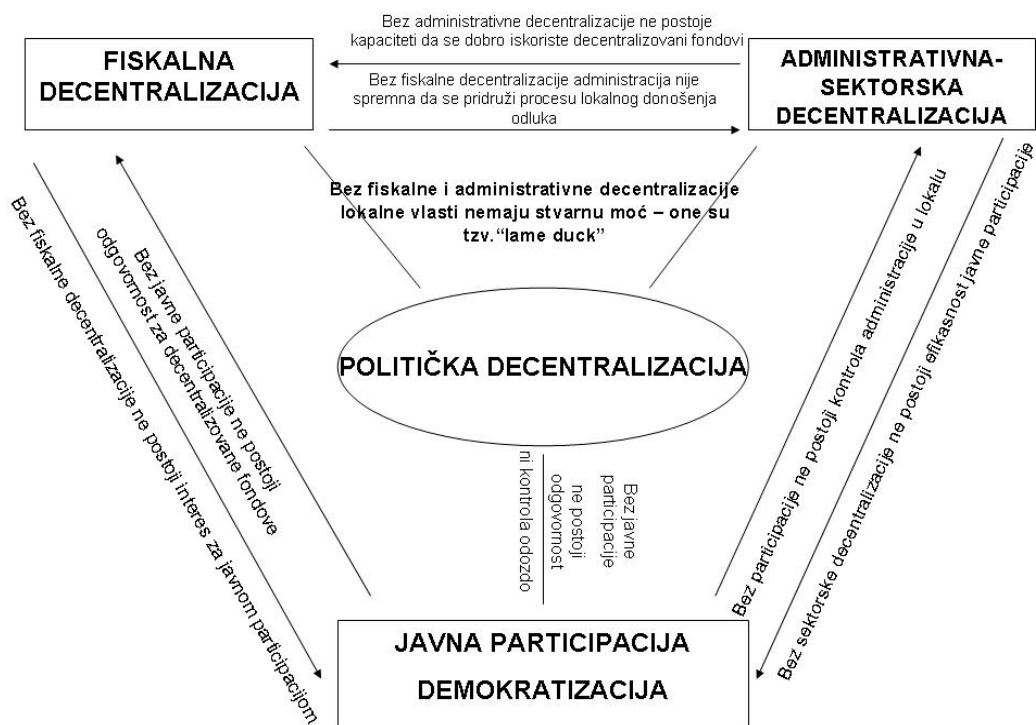 Bez administrativne decentralizacije ne postoje
kapaciteti da se dobro iskoriste decentralizovani fondovi
FISKALNA
DECENTRALIZACIJA
Bez fiskalne decentralizacije administracija nije
spremna da se pridruži procesu lokalnog donošenja
odluka
ADMINISTRATIVNA-
SEKTORSKA
DECENTRALIZACIJA
Bez fiskalne i administrativne decentralizacije
lokalne vlasti nemaju stvarnu moć – one su
tzv.“lame duck”
Bez fiskalne decentralizacije ne postoji interes za javnom participacijom
Bez javne participacije ne postoji
odgovornost za decentralizovane fondove
POLITIČKA DECENTRALIZACIJA
Bez javne
participacije
ne postoji
odgovornost
ni kontrola odozdo
Bez participacije ne postoji kontrola administracije u lokalu
Bez sektorske decentralizacije ne postoji efikasnost javne participacije
JAVNA PARTICIPACIJA
DEMOKRATIZACIJA